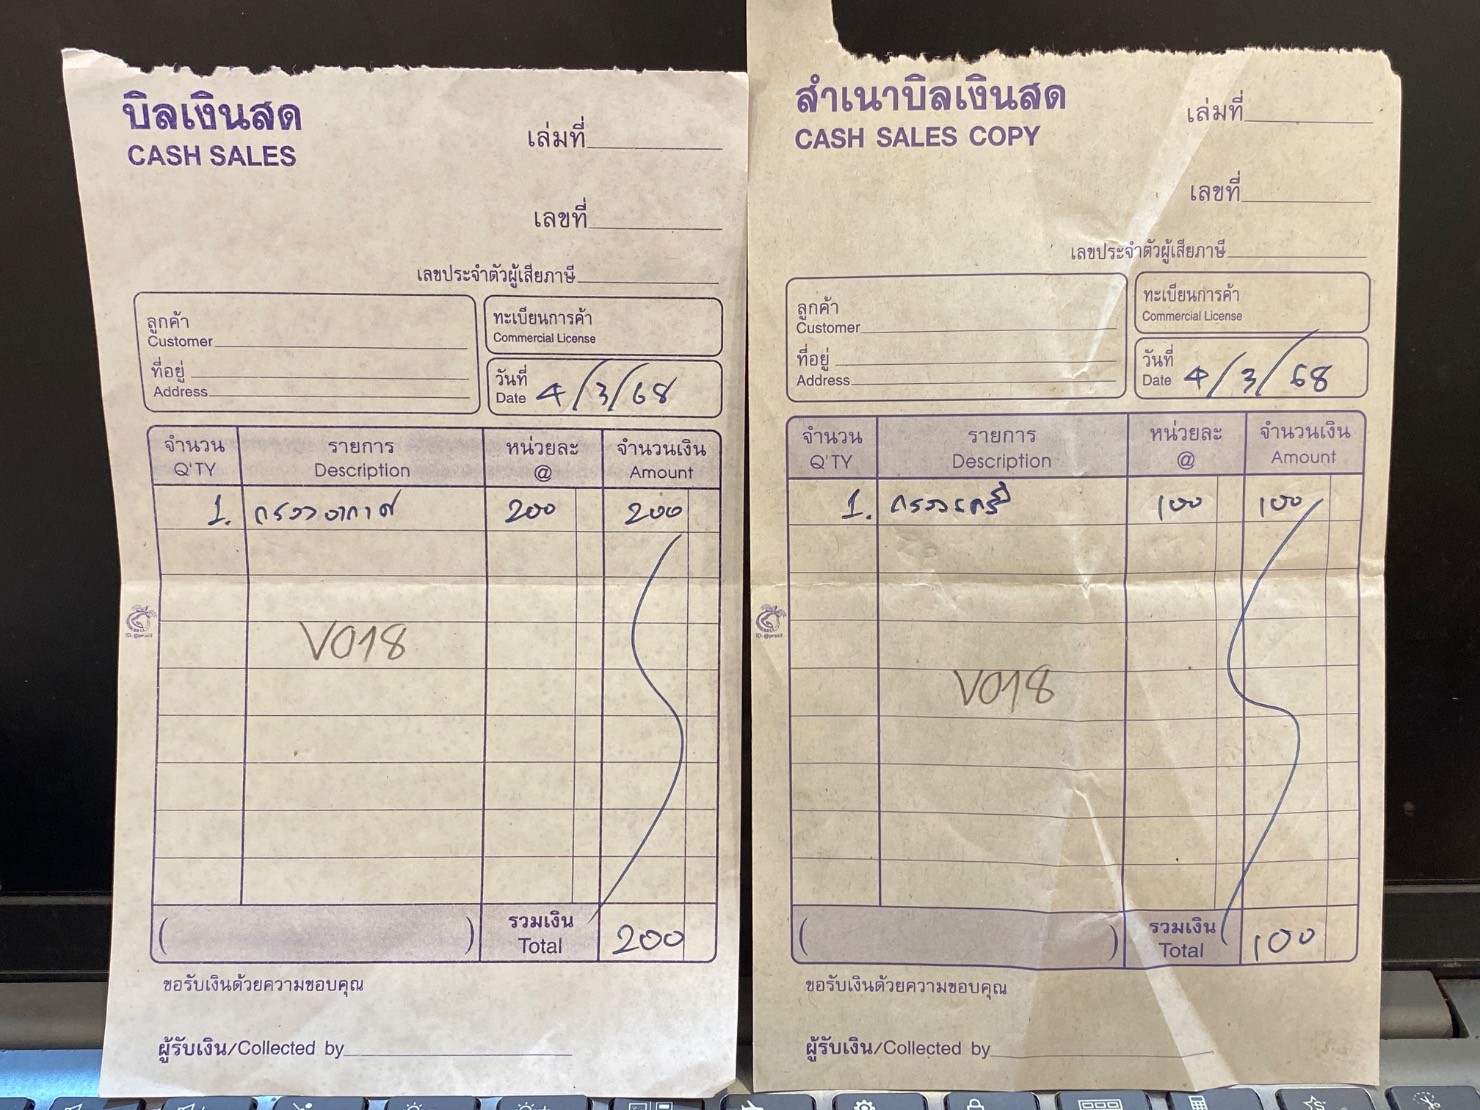 บิลเงินสด
CASH SALES
เล่มที่
เลขที่
เลขประจำตัวผู้เสียภาษี
ลูกค้า
Customer
ที่อยู่
Address
ทะเบียนการค้า
Commercial License
วันที่
Date 4/3/68
จำนวน รายการ หน่วยละ จำนวนเงิน
Q'TY Description @ Amount
1. กรองอากาศ 200 200
V018
รวมเงิน
Total 200
( )
ขอรับเงินด้วยความขอบคุณ
ผู้รับเงิน/Collected by
สำเนาบิลเงินสด
CASH SALES COPY
เล่มที่
เลขที่
เลขประจำตัวผู้เสียภาษี
ลูกค้า
Customer
ที่อยู่
Address
ทะเบียนการค้า
Commercial License
วันที่
Date 4/3/68
จำนวน รายการ หน่วยละ จำนวนเงิน
Q'TY Description @ Amount
1. 100 100
V018
รวมเงิน
Total 100
( )
ขอรับเงินด้วยความขอบคุณ
ผู้รับเงิน/Collected by